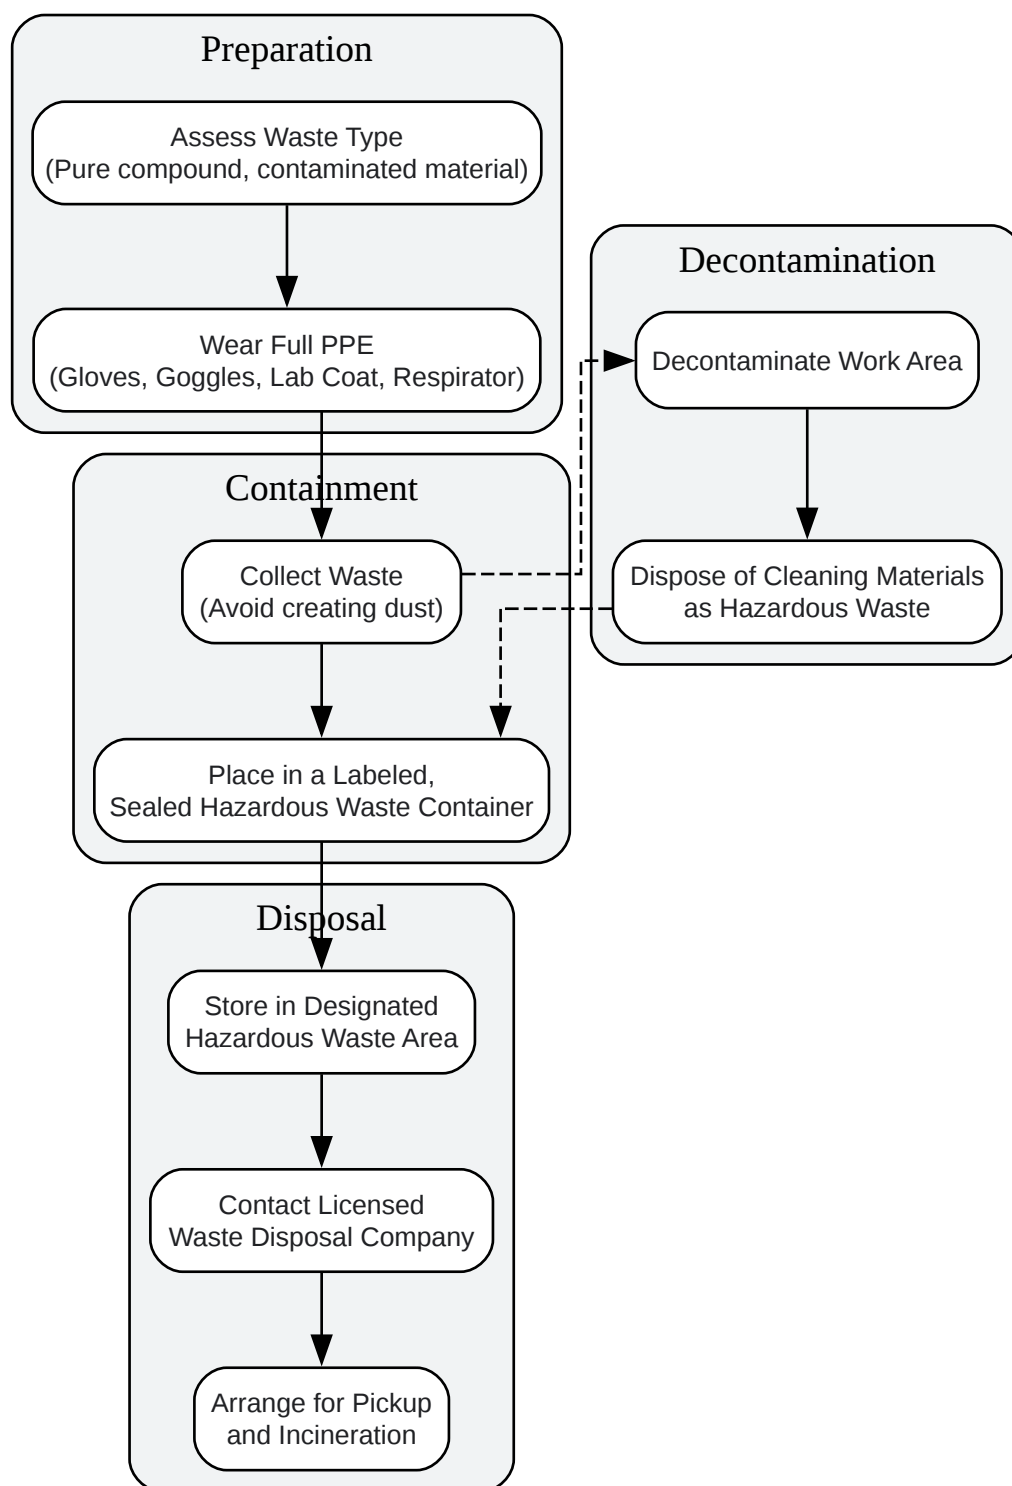 Preparation
Assess Waste Type
(Pure compound, contaminated material)
Wear Full PPE
(Gloves, Goggles, Lab Coat, Respirator)
Containment
Collect Waste
(Avoid creating dust)
Place in a Labeled,
Sealed Hazardous Waste Container
Decontamination
Decontaminate Work Area
Dispose of Cleaning Materials
as Hazardous Waste
Disposal
Store in Designated
Hazardous Waste Area
Contact Licensed
Waste Disposal Company
Arrange for Pickup
and Incineration